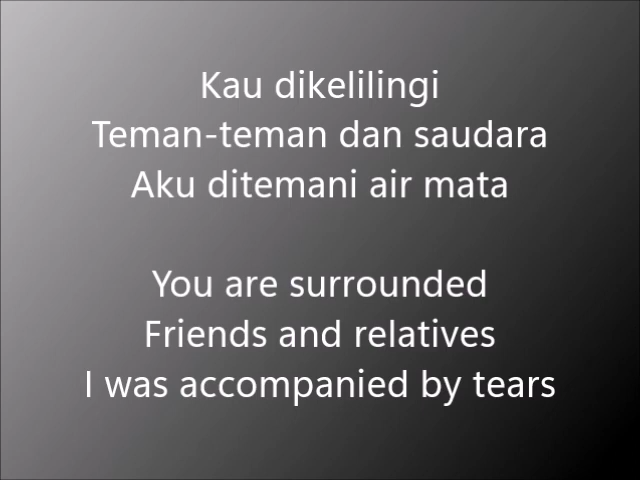 Kau dikelilingi
Teman-teman dan saudara
Aku ditemani air mata
You are surrounded
Friends and relatives
I was accompanied by tears